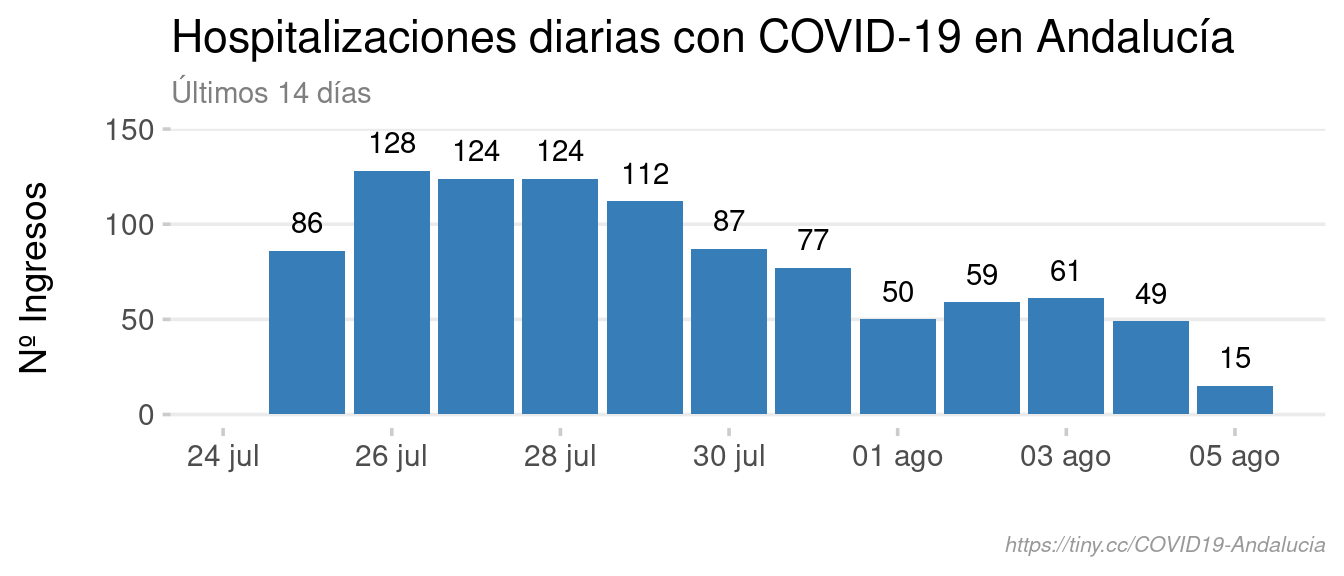 Hospitalizaciones diarias con COVID-19 en Andalucía
Últimos 14 días
Nº Ingresos
150
100
50
0
86
128
124
124
112
87
77
50
59
61
49
15
24 jul
26 jul
28 jul
30 jul
01 ago
03 ago
05 ago
https://tiny.cc/COVID19-Andalucia